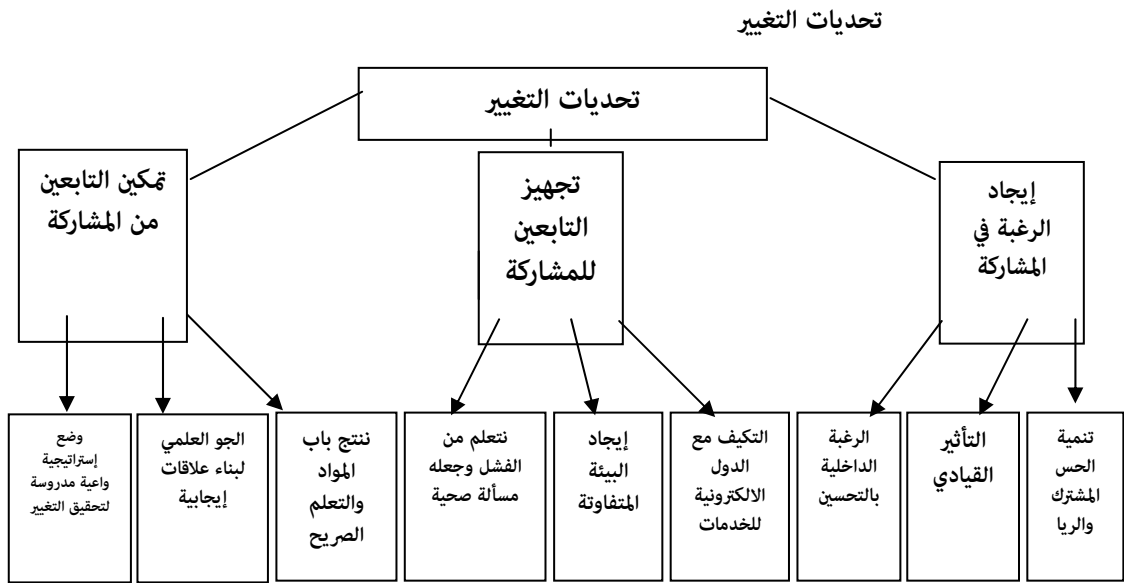 تحديات التغيير
تحديات التغيير
إيجاد
الرغبة في
المشاركة
تجهيز
التابعين
للمشاركة
تمكين التابعين
من المشاركة
تنمية
الحس
المشترك
والريا
التأثير
القيادي
الرغبة
الداخلية
بالتحسين
التكيف مع
الدول
الالكترونية
للخدمات
إيجاد
البيئة
المتفاوتة
نتعلم من
الفشل وجعله
مسألة صحية
ننتج باب
المواد
والتعلم
الصريح
الجو العلمي
لبناء علاقات
إيجابية
وضع
إستراتيجية
واعية مدروسة
لتحقيق التغيير